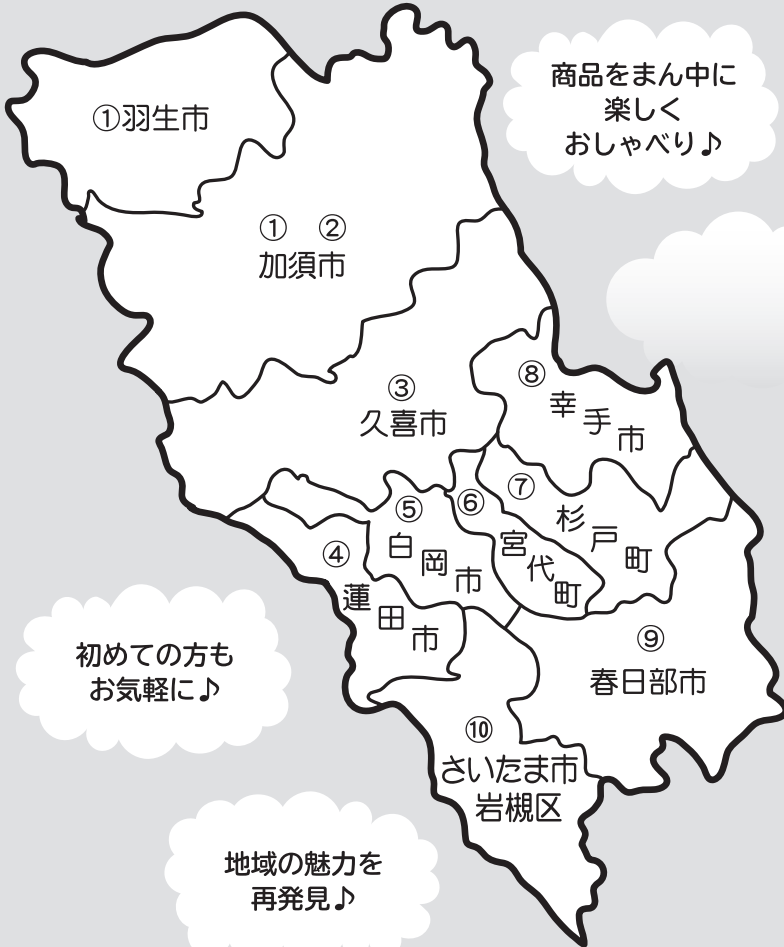 商品をまん中に
楽しく
おしゃべり♪
①羽生市
① ②
加須市
③
久喜市
⑧
幸手市
⑦
杉戸町
⑥
宮代町
⑤
白岡市
④
蓮田市
⑨
春日部市
⑩
さいたま市
岩槻区
初めての方も
お気軽に♪
地域の魅力を
再発見♪